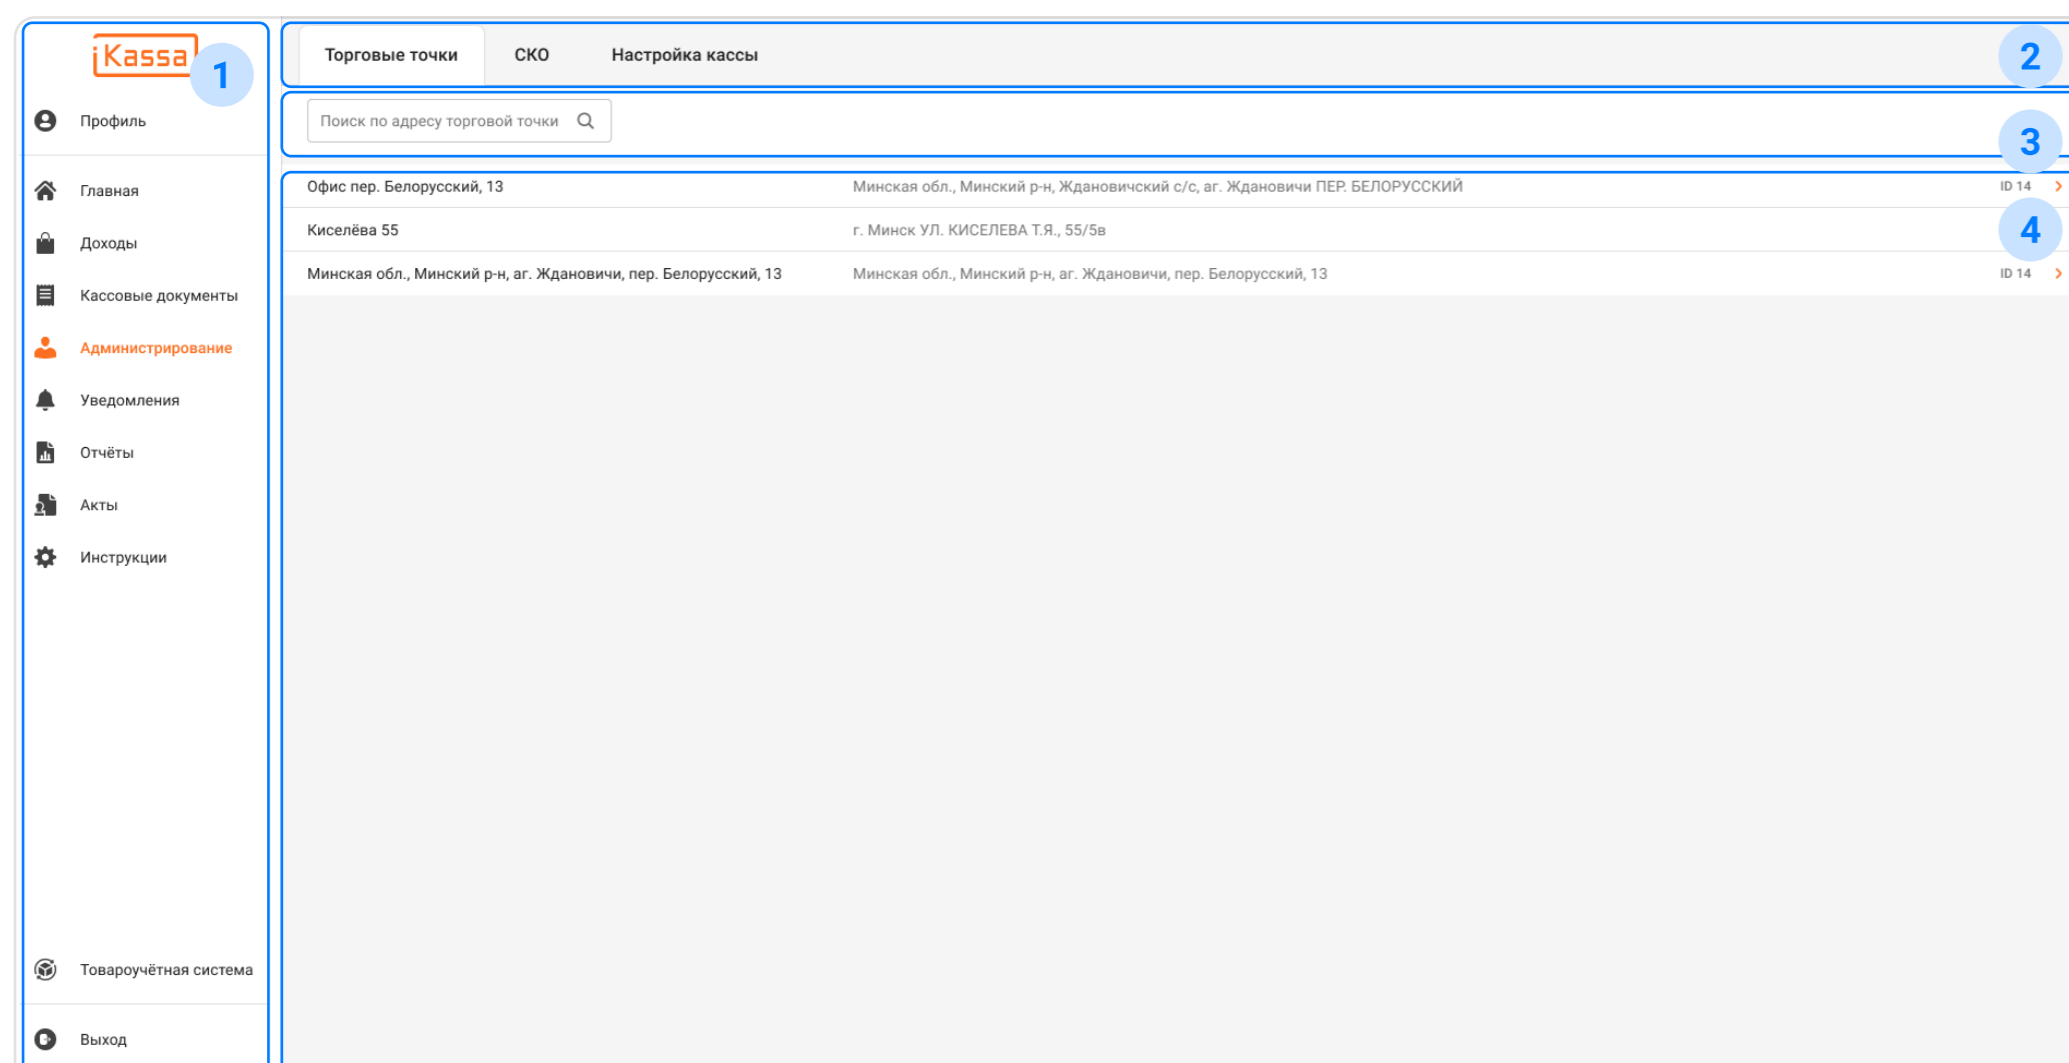 iKassa
1
Профиль
Главная
Доходы
Кассовые документы
Администрирование
Уведомления
Отчёты
Акты
Инструкции
Товароучётная система
Выход
Торговые точки СКО Настройка кассы 2
Поиск по адресу торговой точки 3
Офис пер. Белорусский, 13 Минская обл., Минский р-н, Ждановичский с/с, аг. Ждановичи ПЕР. БЕЛОРУССКИЙ ID 14
Киселёва 55 г. Минск УЛ. КИСЕЛЕВА Т.Я., 55/5в 4
Минская обл., Минский р-н, аг. Ждановичи, пер. Белорусский, 13 Минская обл., Минский р-н, аг. Ждановичи, пер. Белорусский, 13 ID 14